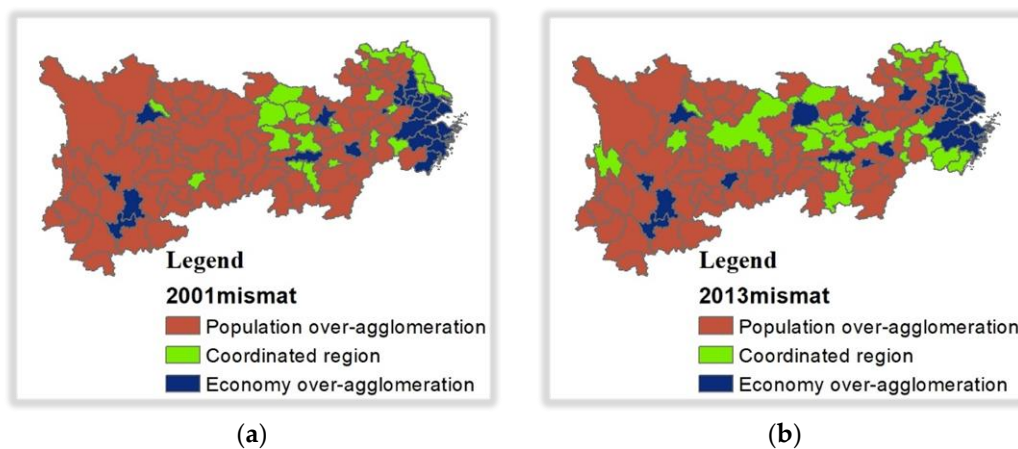 Legend
2001mismat
Population over-agglomeration
Coordinated region
Economy over-agglomeration
(a)
Legend
2013mismat
Population over-agglomeration
Coordinated region
Economy over-agglomeration
(b)